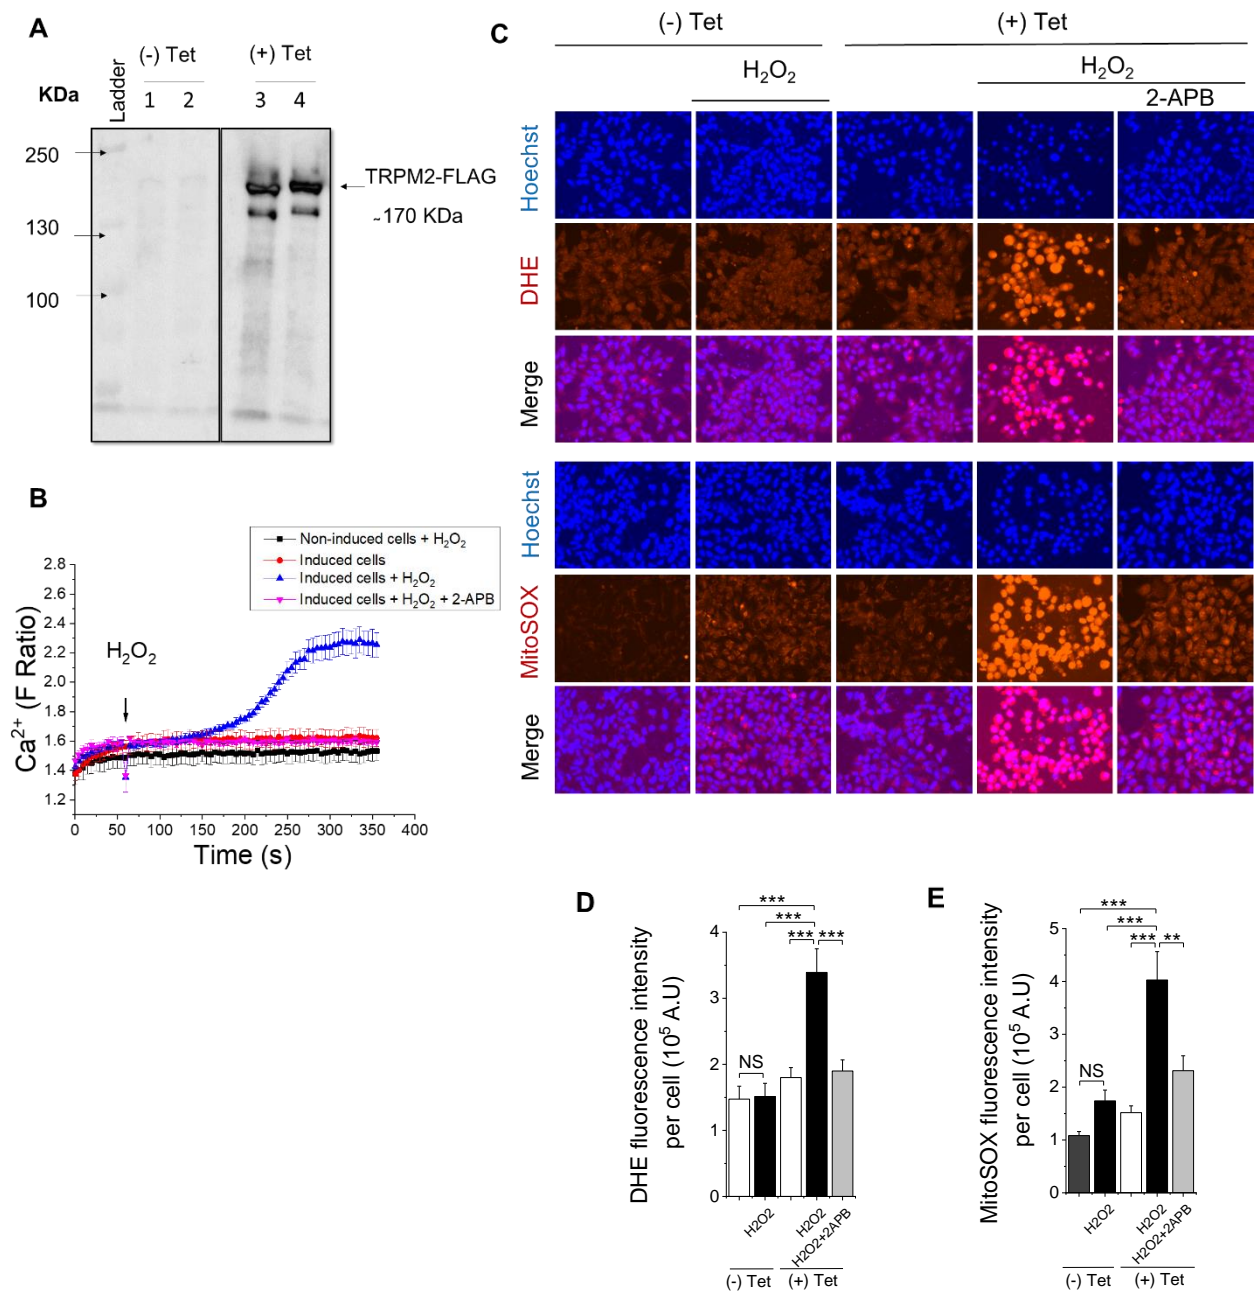 A
(-) Tet
(+) Tet
KDa
Ladder
1
2
3
4
250
130
100
TRPM2-FLAG
~170 KDa
B
Non-induced cells + H₂O₂
Induced cells
Induced cells + H₂O₂
Induced cells + H₂O₂ + 2-APB
H₂O₂
Ca²⁺ (F Ratio)
2.8
2.6
2.4
2.2
2.0
1.8
1.6
1.4
1.2
0
50
100
150
200
250
300
350
400
Time (s)
C
(-) Tet
(+) Tet
H₂O₂
H₂O₂
2-APB
Hoechst
DHE
Merge
Hoechst
MitoSOX
Merge
D
DHE fluorescence intensity
per cell (10⁵ A.U)
4
3
2
1
0
***
***
***
***
NS
H2O2
H2O2
H2O2+2APB
(-) Tet
(+) Tet
E
MitoSOX fluorescence intensity
per cell (10⁵ A.U)
5
4
3
2
1
0
***
***
***
**
NS
H2O2
H2O2
H2O2+2APB
(-) Tet
(+) Tet